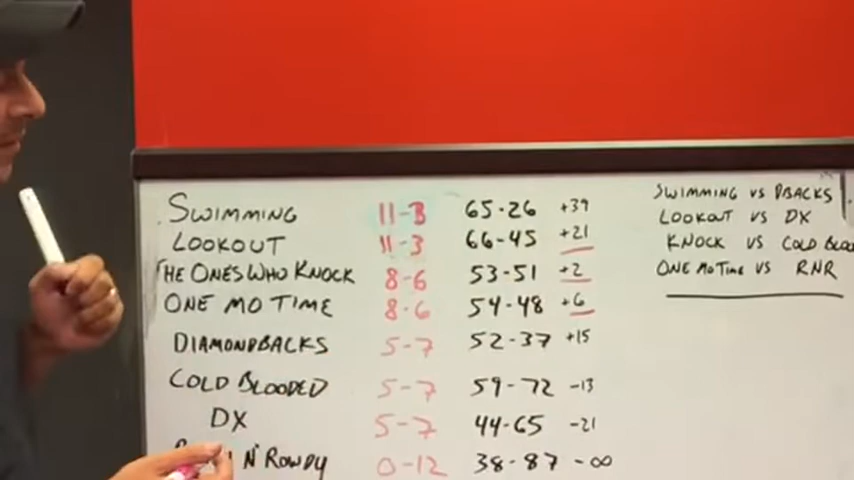 SWIMMING 11-3 65-26 +39
LOOKOUT 11-3 66-45 +21
THE ONES WHO KNOCK 8-6 53-51 +2
ONE MO TIME 8-6 54-48 +6
DIAMONDBACKS 5-7 52-37 +15
COLD BLOODED 5-7 59-72 -13
DX 5-7 44-65 -21
N' ROWDY 0-12 38-87 -∞
SWIMMING VS DBACKS
LOOKOUT VS DX
KNOCK VS COLD BLOO
ONE MO TIME VS RNR